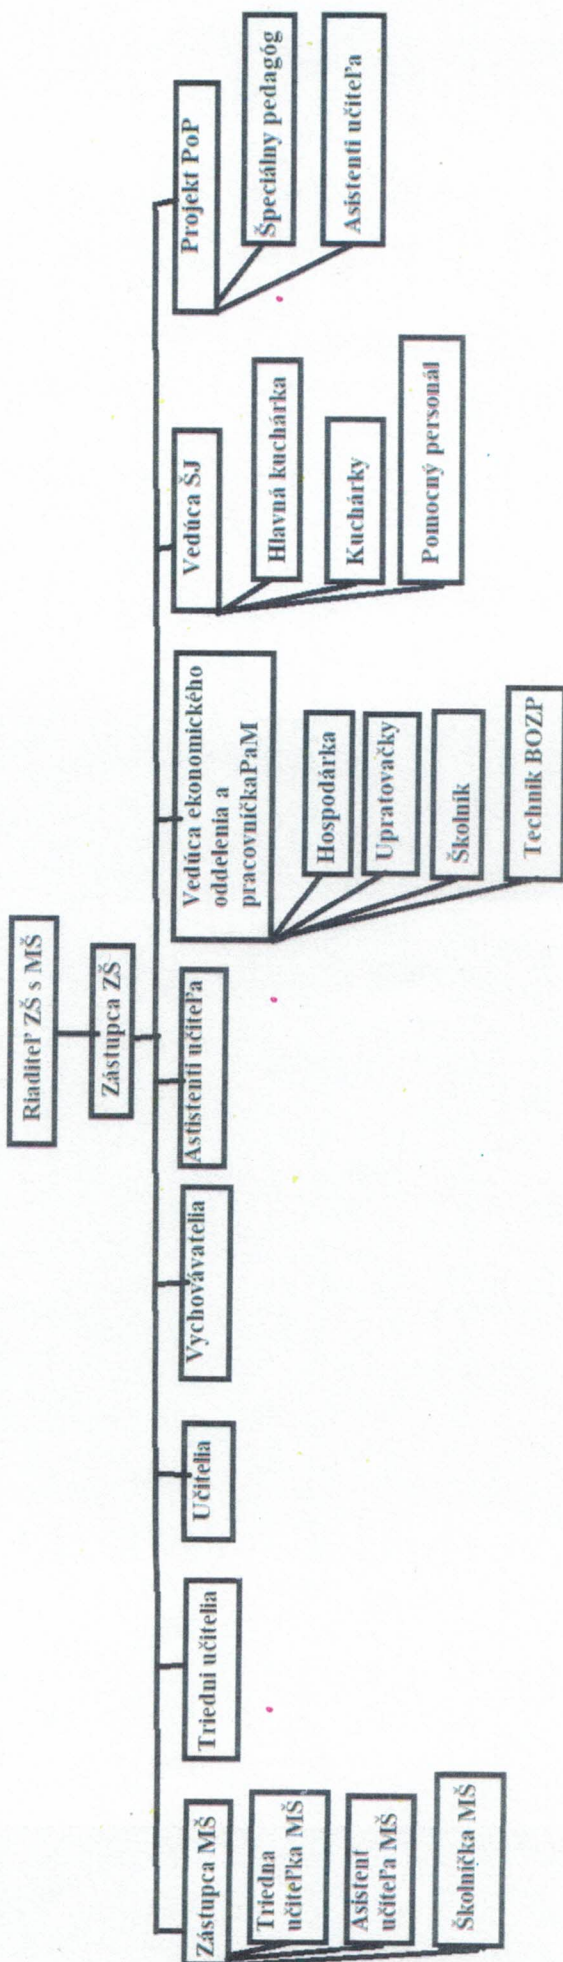 Riaditeľ ZŠ s MŠ
Zástupca ZŠ
Zástupca MŠ
Triedna
učiteľka MŠ
Asistent
učiteľa MŠ
Školníčka MŠ
Triedni učitelia
Učitelia
Vychovávatelia
Astistenti učiteľa
Vedúca ekonomického
oddelenia a
pracovníčkaPaM
Hospodárka
Upratovačky
Školník
Technik BOZP
Vedúca ŠJ
Hlavná kuchárka
Kuchárky
Pomocný personál
Projekt PoP
Špeciálny pedagóg
Asistenti učiteľa